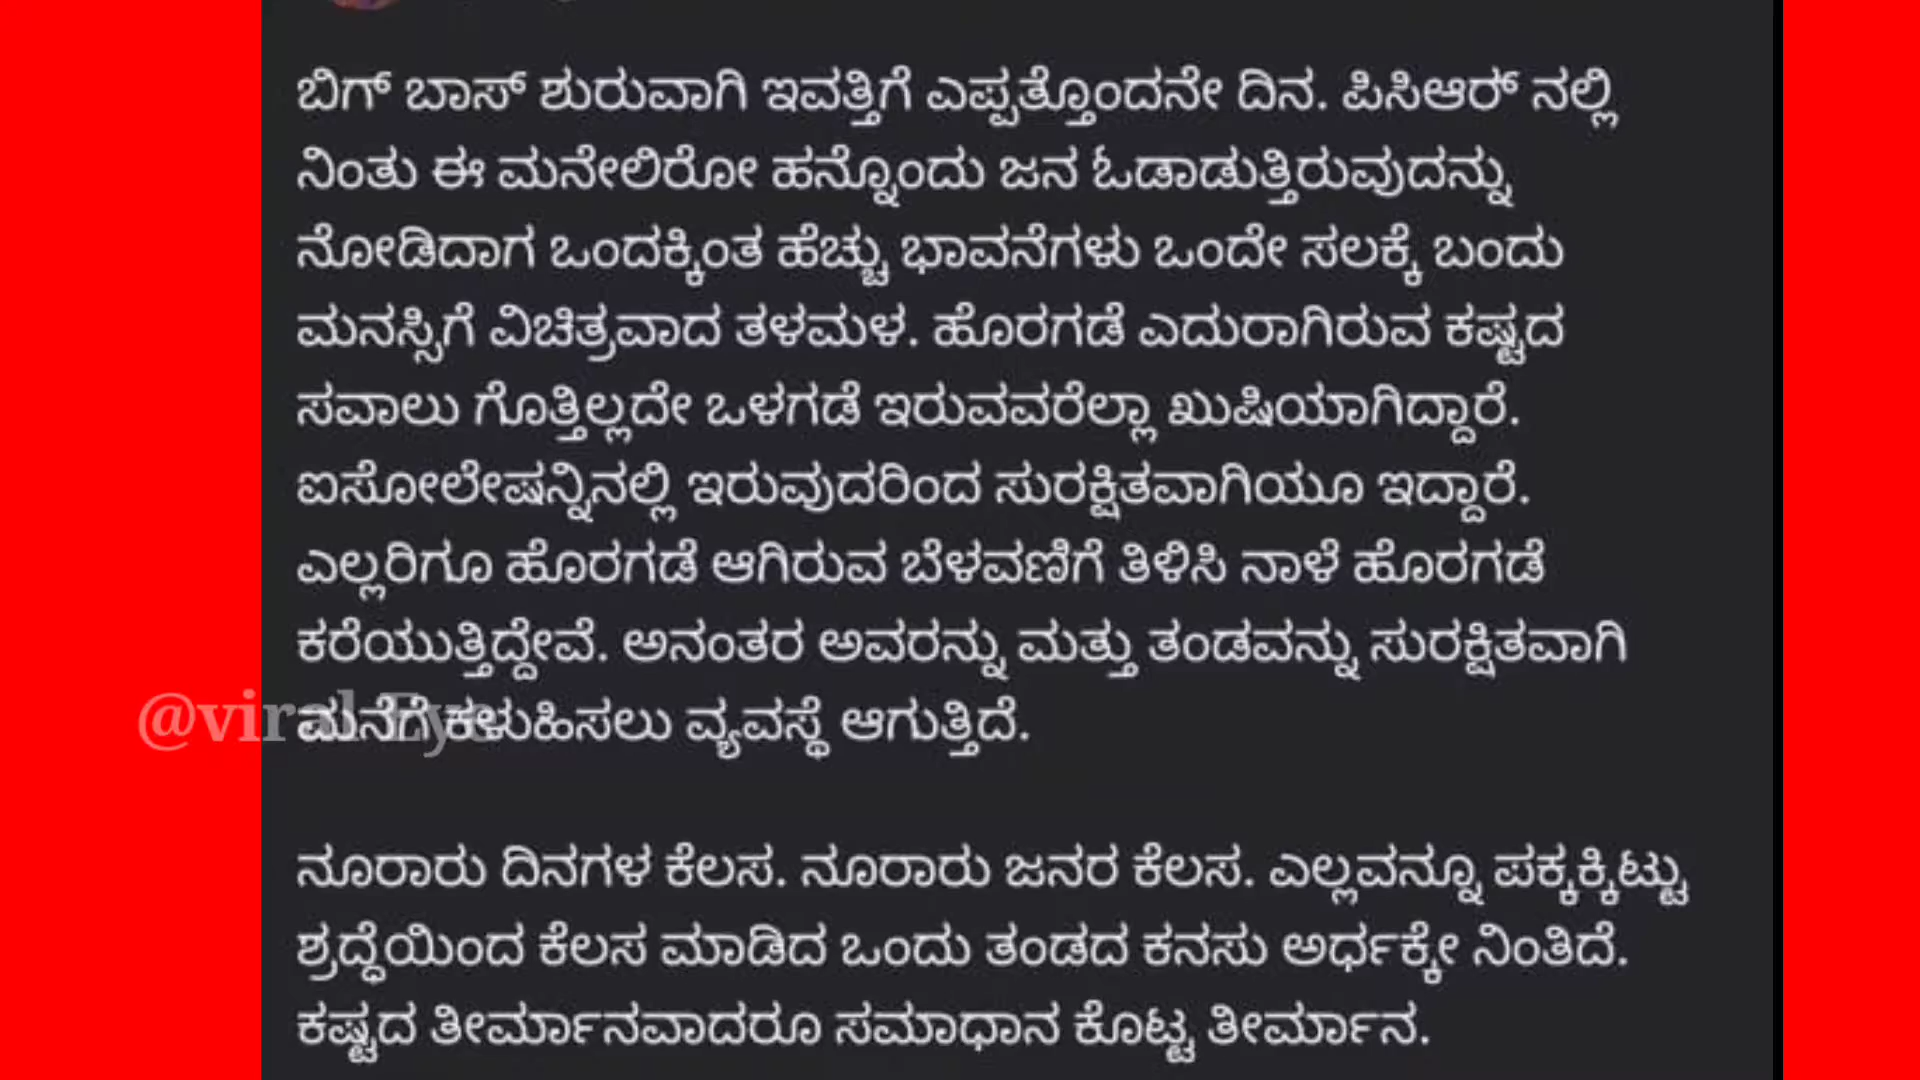 ಬಿಗ್ ಬಾಸ್ ಶುರುವಾಗಿ ಇವತ್ತಿಗೆ ಎಪ್ಪತ್ತೊಂದನೇ ದಿನ. ಪಿಸಿಆರ್ ನಲ್ಲಿ
ನಿಂತು ಈ ಮನೇಲಿರೋ ಹನ್ನೊಂದು ಜನ ಓಡಾಡುತ್ತಿರುವುದನ್ನು
ನೋಡಿದಾಗ ಒಂದಕ್ಕಿಂತ ಹೆಚ್ಚು ಭಾವನೆಗಳು ಒಂದೇ ಸಲಕ್ಕೆ ಬಂದು
ಮನಸ್ಸಿಗೆ ವಿಚಿತ್ರವಾದ ತಳಮಳ. ಹೊರಗಡೆ ಎದುರಾಗಿರುವ ಕಷ್ಟದ
ಸವಾಲು ಗೊತ್ತಿಲ್ಲದೇ ಒಳಗಡೆ ಇರುವವರೆಲ್ಲಾ ಖುಷಿಯಾಗಿದ್ದಾರೆ.
ಐಸೋಲೇಷನ್ನಿನಲ್ಲಿ ಇರುವುದರಿಂದ ಸುರಕ್ಷಿತವಾಗಿಯೂ ಇದ್ದಾರೆ.
ಎಲ್ಲರಿಗೂ ಹೊರಗಡೆ ಆಗಿರುವ ಬೆಳವಣಿಗೆ ತಿಳಿಸಿ ನಾಳೆ ಹೊರಗಡೆ
ಕರೆಯುತ್ತಿದ್ದೇವೆ. ಅನಂತರ ಅವರನ್ನು ಮತ್ತು ತಂಡವನ್ನು ಸುರಕ್ಷಿತವಾಗಿ
ಮನೆಗೆ ಕಳುಹಿಸಲು ವ್ಯವಸ್ಥೆ ಆಗುತ್ತಿದೆ.
@viral Eye
ನೂರಾರು ದಿನಗಳ ಕೆಲಸ. ನೂರಾರು ಜನರ ಕೆಲಸ. ಎಲ್ಲವನ್ನೂ ಪಕ್ಕಕ್ಕಿಟ್ಟು
ಶ್ರದ್ಧೆಯಿಂದ ಕೆಲಸ ಮಾಡಿದ ಒಂದು ತಂಡದ ಕನಸು ಅರ್ಧಕ್ಕೇ ನಿಂತಿದೆ.
ಕಷ್ಟದ ತೀರ್ಮಾನವಾದರೂ ಸಮಾಧಾನ ಕೊಟ್ಟ ತೀರ್ಮಾನ.